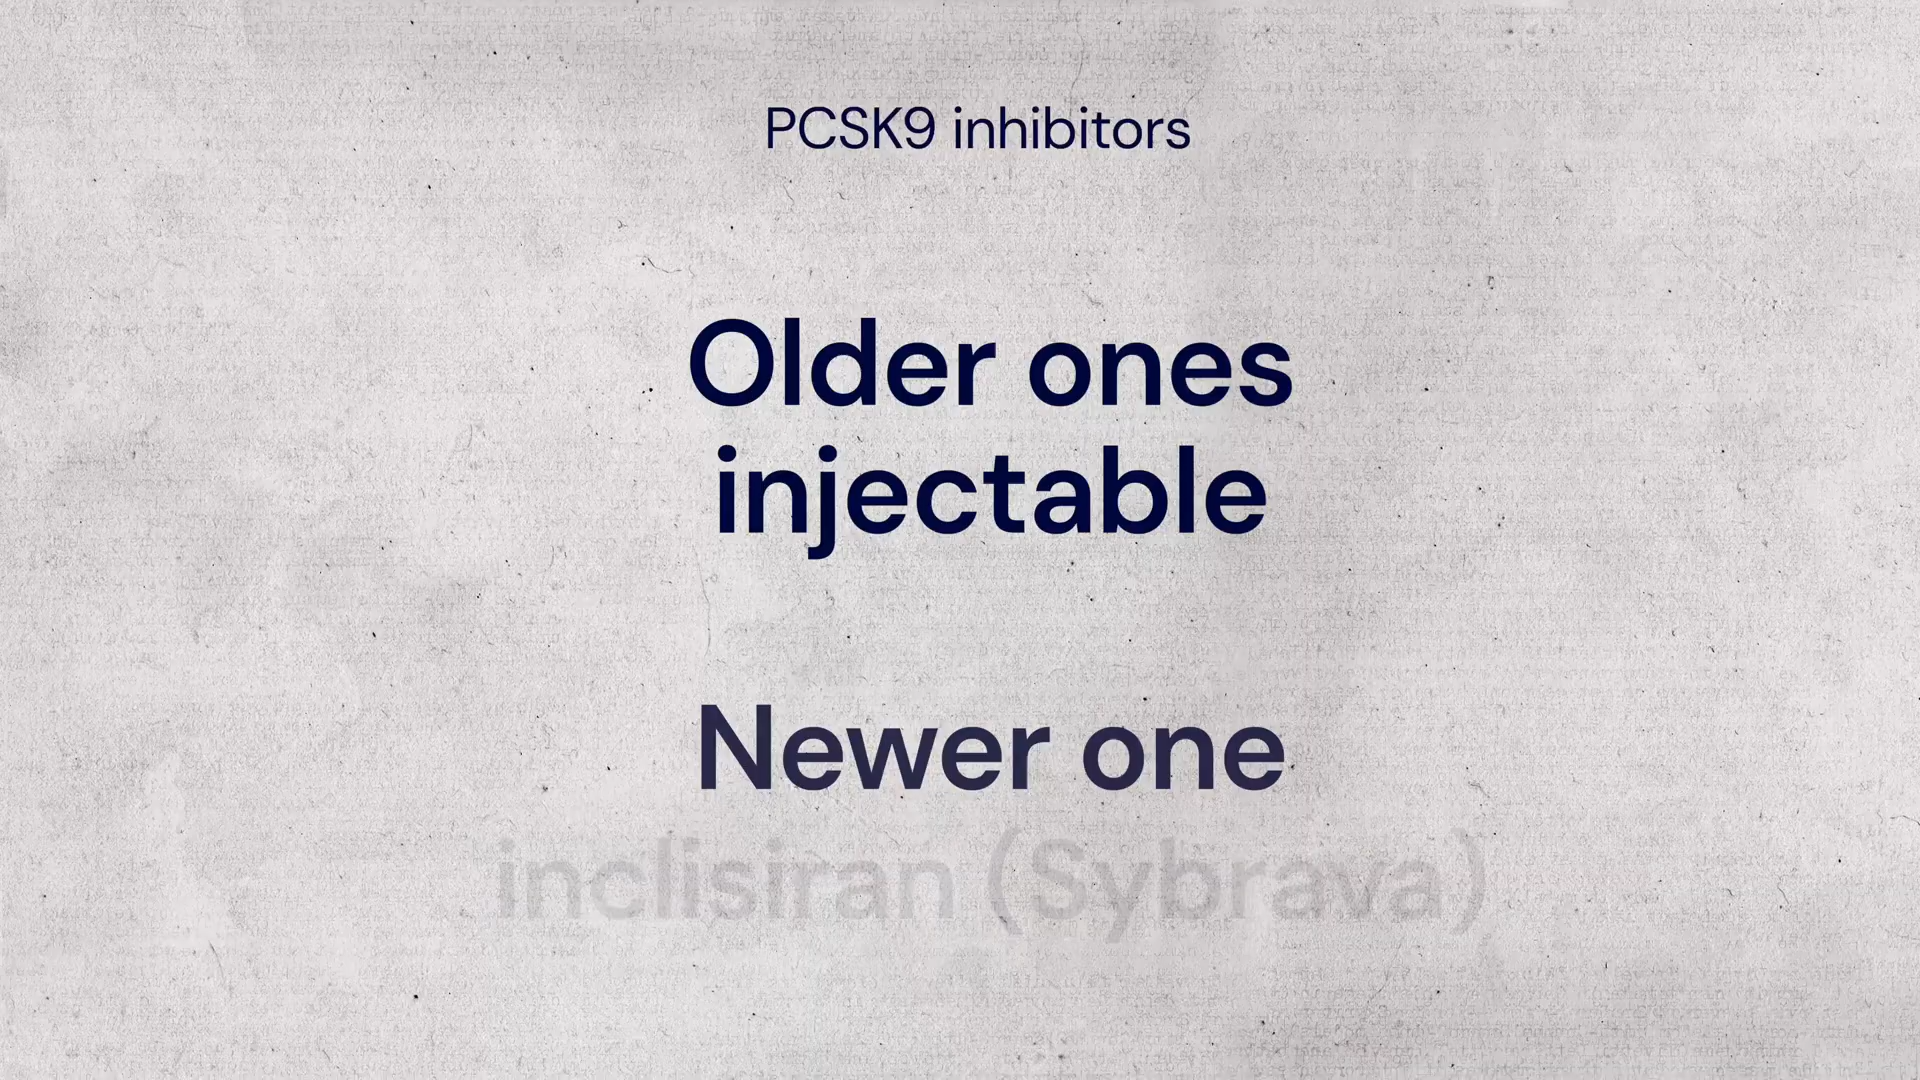 PCSK9 inhibitors
Older ones
injectable
Newer one
inclisiran (Sybrava)